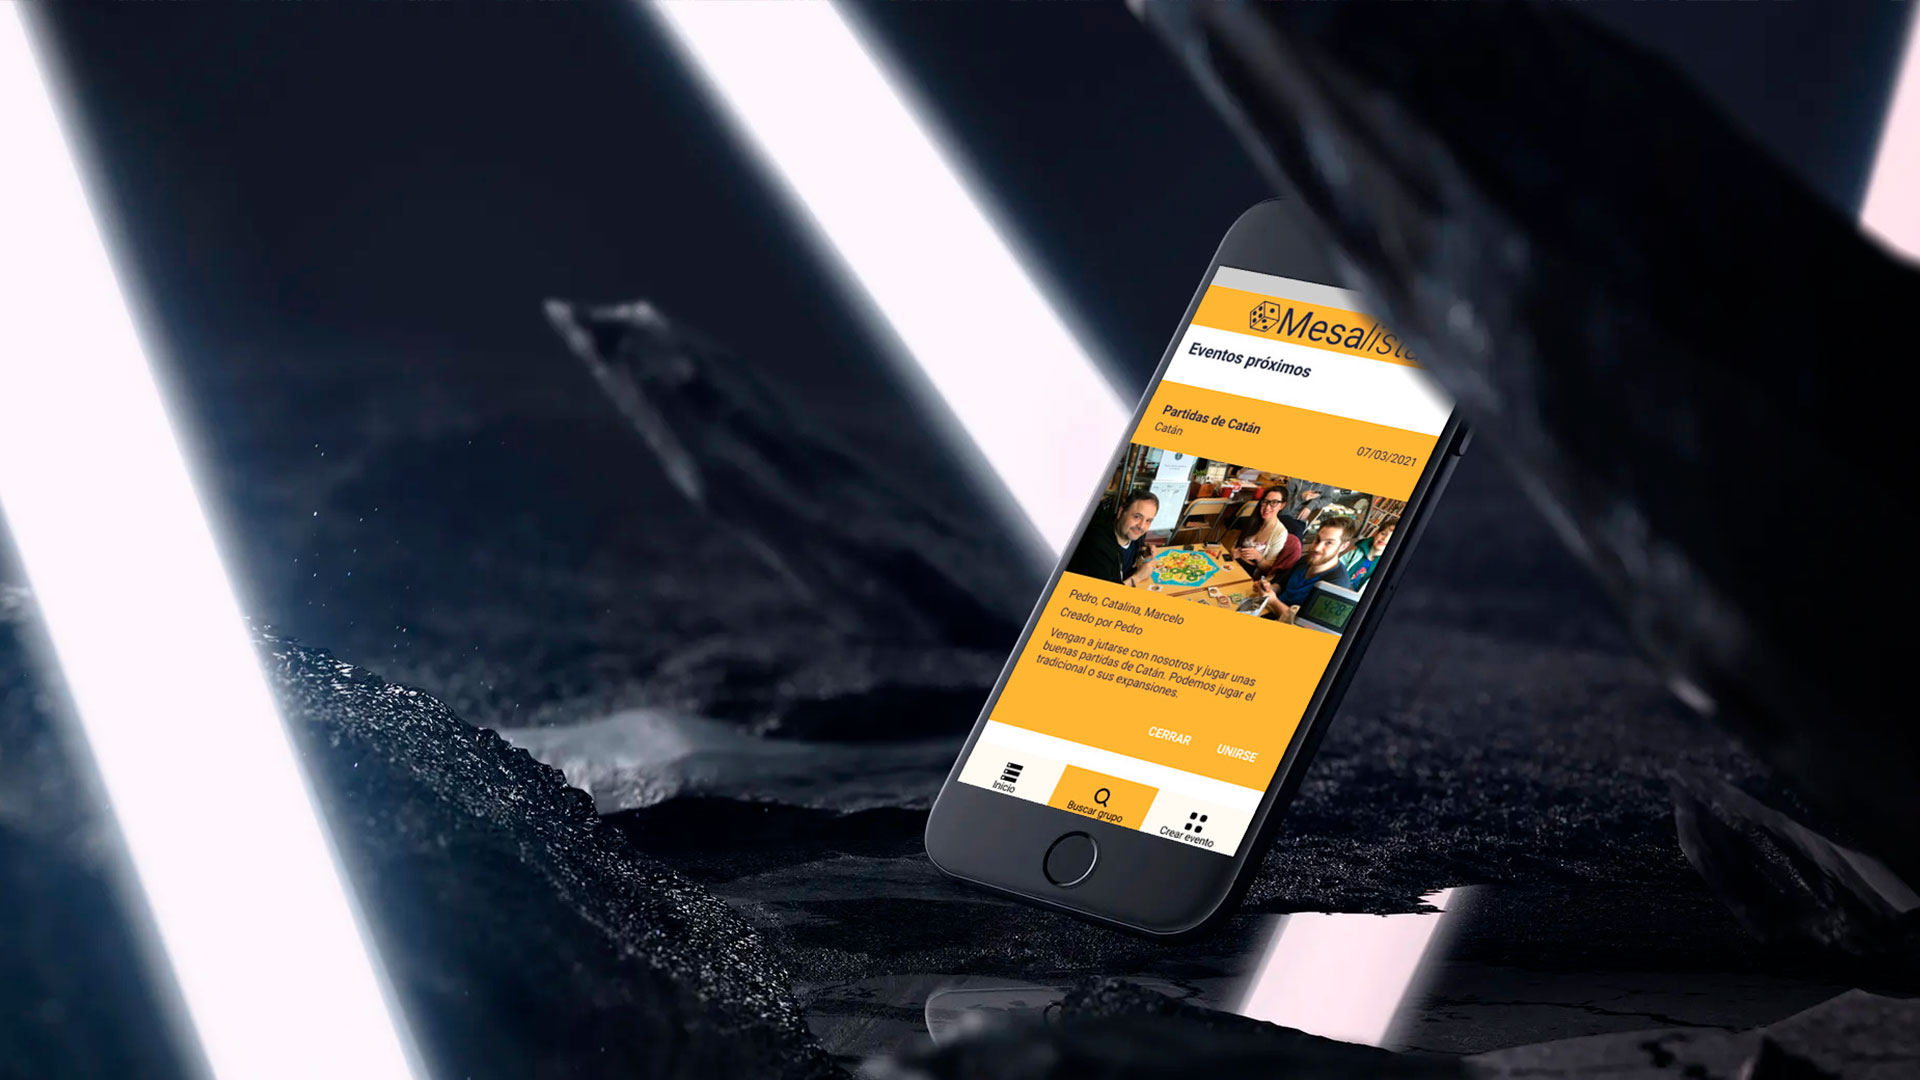 Mesalista
Eventos próximos
Partidas de Catán
Catán
07/03/2021
Pedro, Catalina, Marcelo
Creado por Pedro
Vengan a jutarse con nosotros y jugar unas
buenas partidas de Catán. Podemos jugar el
tradicional o sus expansiones.
CERRAR
UNIRSE
Inicio
Buscar grupo
Crear evento